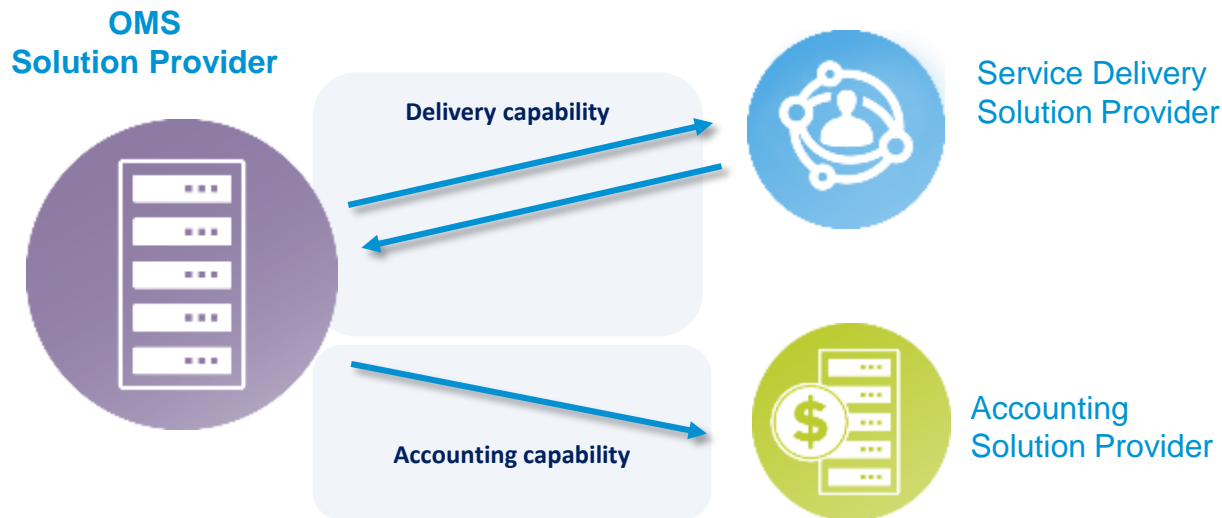 OMS
Solution Provider
Delivery capability
Service Delivery
Solution Provider
$
Accounting
Solution Provider
Accounting capability